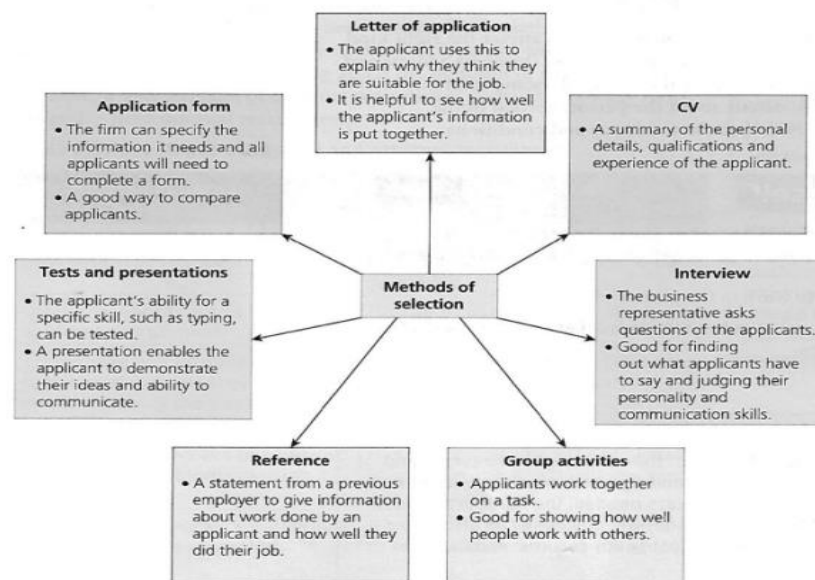 Letter of application
• The applicant uses this to
explain why they think they
are suitable for the job.
• It is helpful to see how well
the applicant's information
is put together.
Application form
• The firm can specify the
information it needs and all
applicants will need to
complete a form.
• A good way to compare
applicants.
CV
• A summary of the personal
details, qualifications and
experience of the applicant.
Tests and presentations
• The applicant's ability for a
specific skill, such as typing,
can be tested.
• A presentation enables the
applicant to demonstrate
their ideas and ability to
communicate.
Methods of
selection
Interview
• The business
representative asks
questions of the applicants.
• Good for finding
out what applicants have
to say and judging their
personality and
communication skills.
Reference
• A statement from a previous
employer to give information
about work done by an
applicant and how well they
did their job.
Group activities
• Applicants work together
on a task.
• Good for showing how well
people work with others.